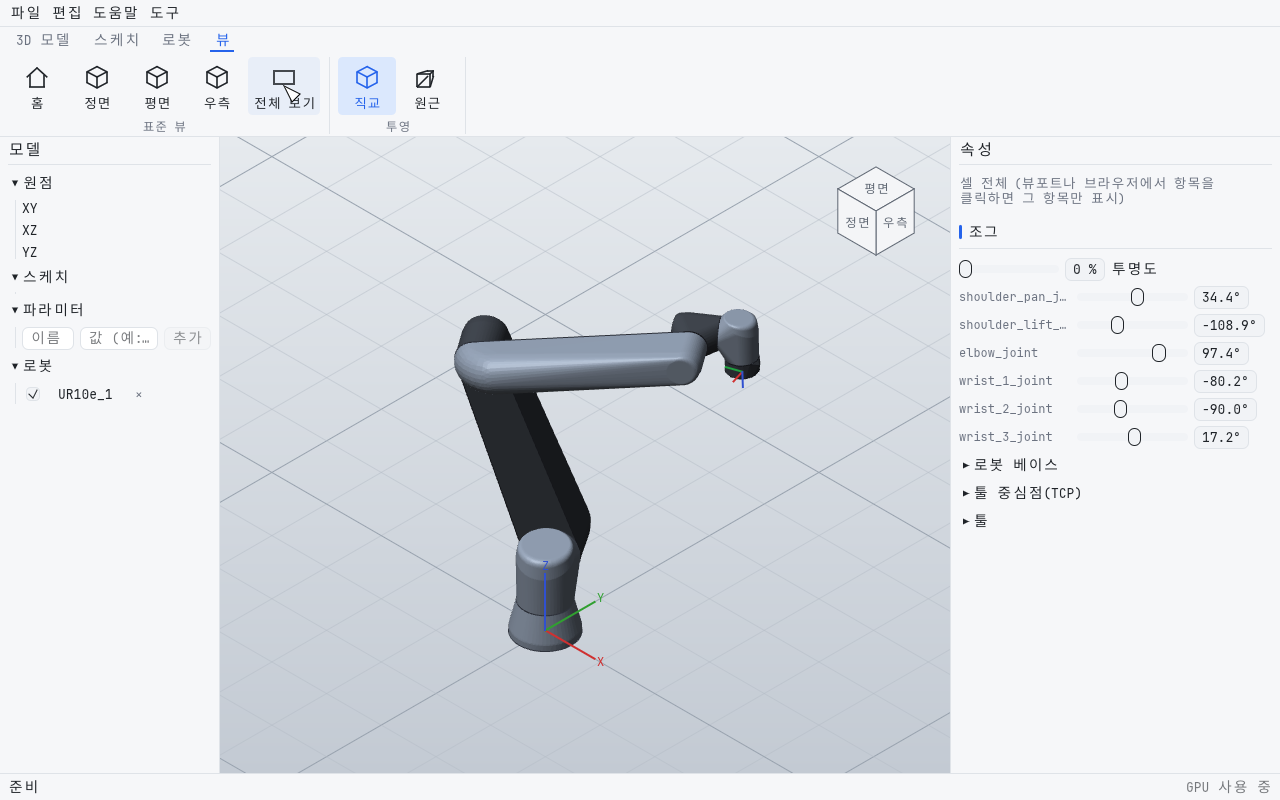 파일 편집 도움말 도구
3D 모델 스케치 로봇 뷰
홈 정면 평면 우측 전체 보기 직교 원근
표준 뷰 투영
모델
▾ 원점
XY
XZ
YZ
▾ 스케치
▾ 파라미터
이름 값 (예:… 추가
▾ 로봇
UR10e_1 ×
평면
정면 우측
Z
Y
X
속성
셀 전체 (뷰포트나 브라우저에서 항목을
클릭하면 그 항목만 표시)
조그
0 % 투명도
shoulder_pan_j… 34.4°
shoulder_lift_… -108.9°
elbow_joint 97.4°
wrist_1_joint -80.2°
wrist_2_joint -90.0°
wrist_3_joint 17.2°
▸ 로봇 베이스
▸ 툴 중심점(TCP)
▸ 툴
준비 GPU 사용 중